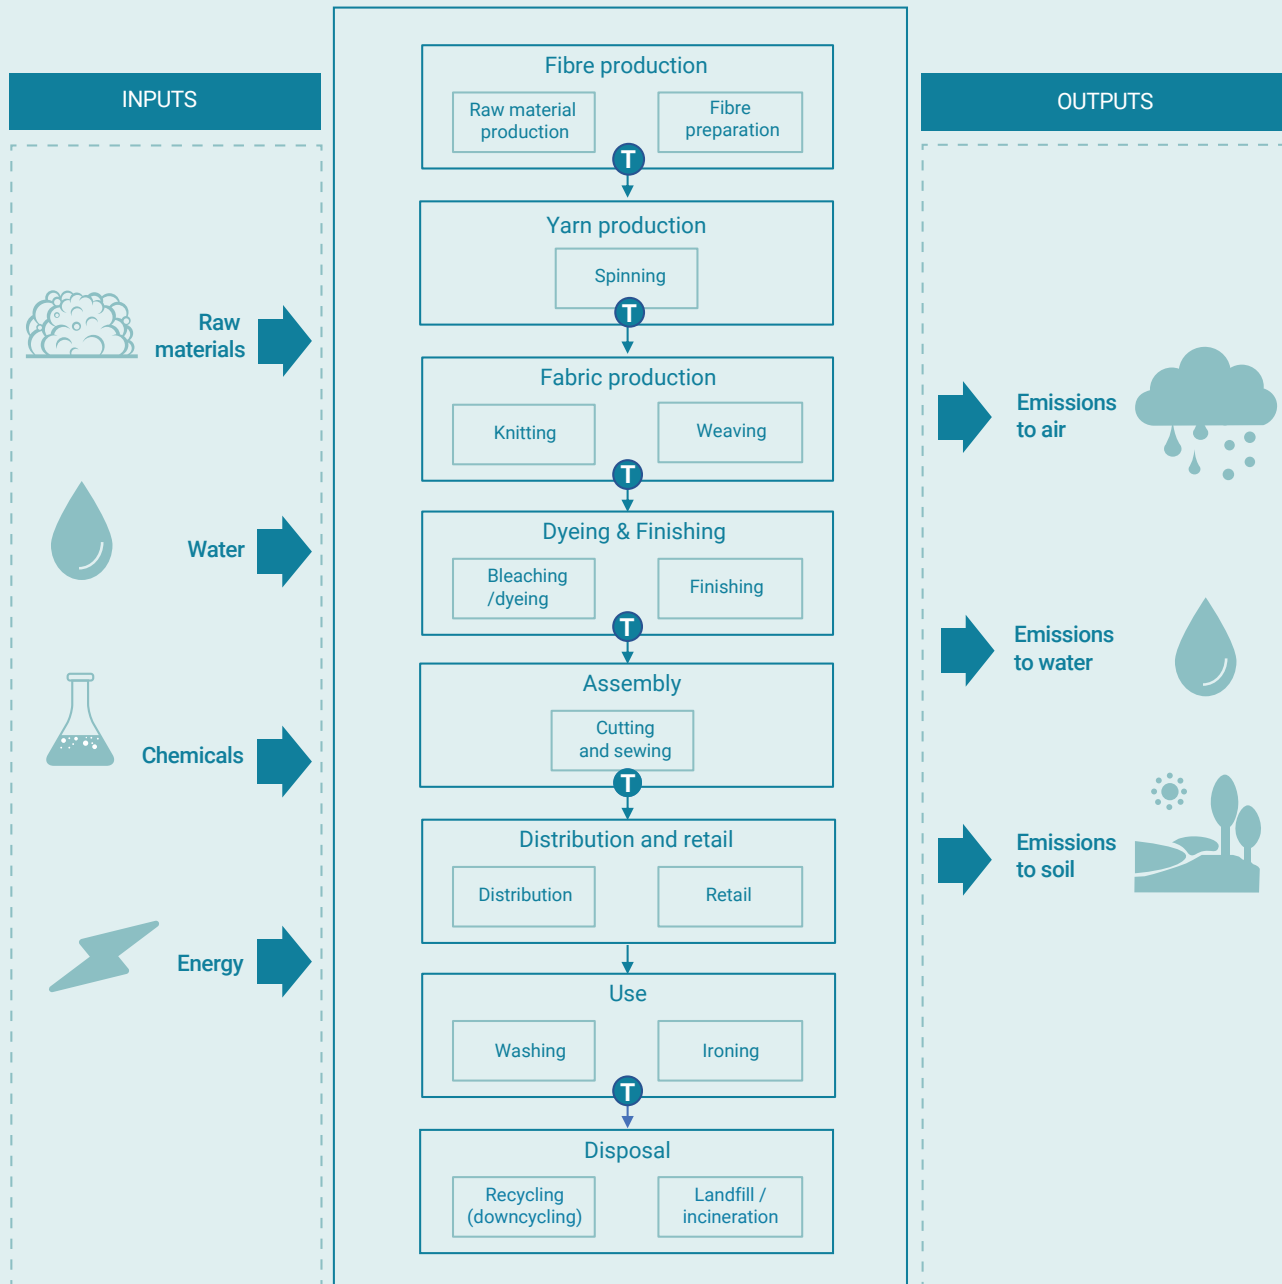 INPUTS
Raw
materials
Water
Chemicals
Energy
Fibre production
Raw material
production
Fibre
preparation
T
Yarn production
Spinning
T
Fabric production
Knitting
Weaving
T
Dyeing & Finishing
Bleaching
/dyeing
Finishing
T
Assembly
Cutting
and sewing
T
Distribution and retail
Distribution
Retail
Use
Washing
Ironing
T
Disposal
Recycling
(downcycling)
Landfill /
incineration
OUTPUTS
Emissions
to air
Emissions
to water
Emissions
to soil